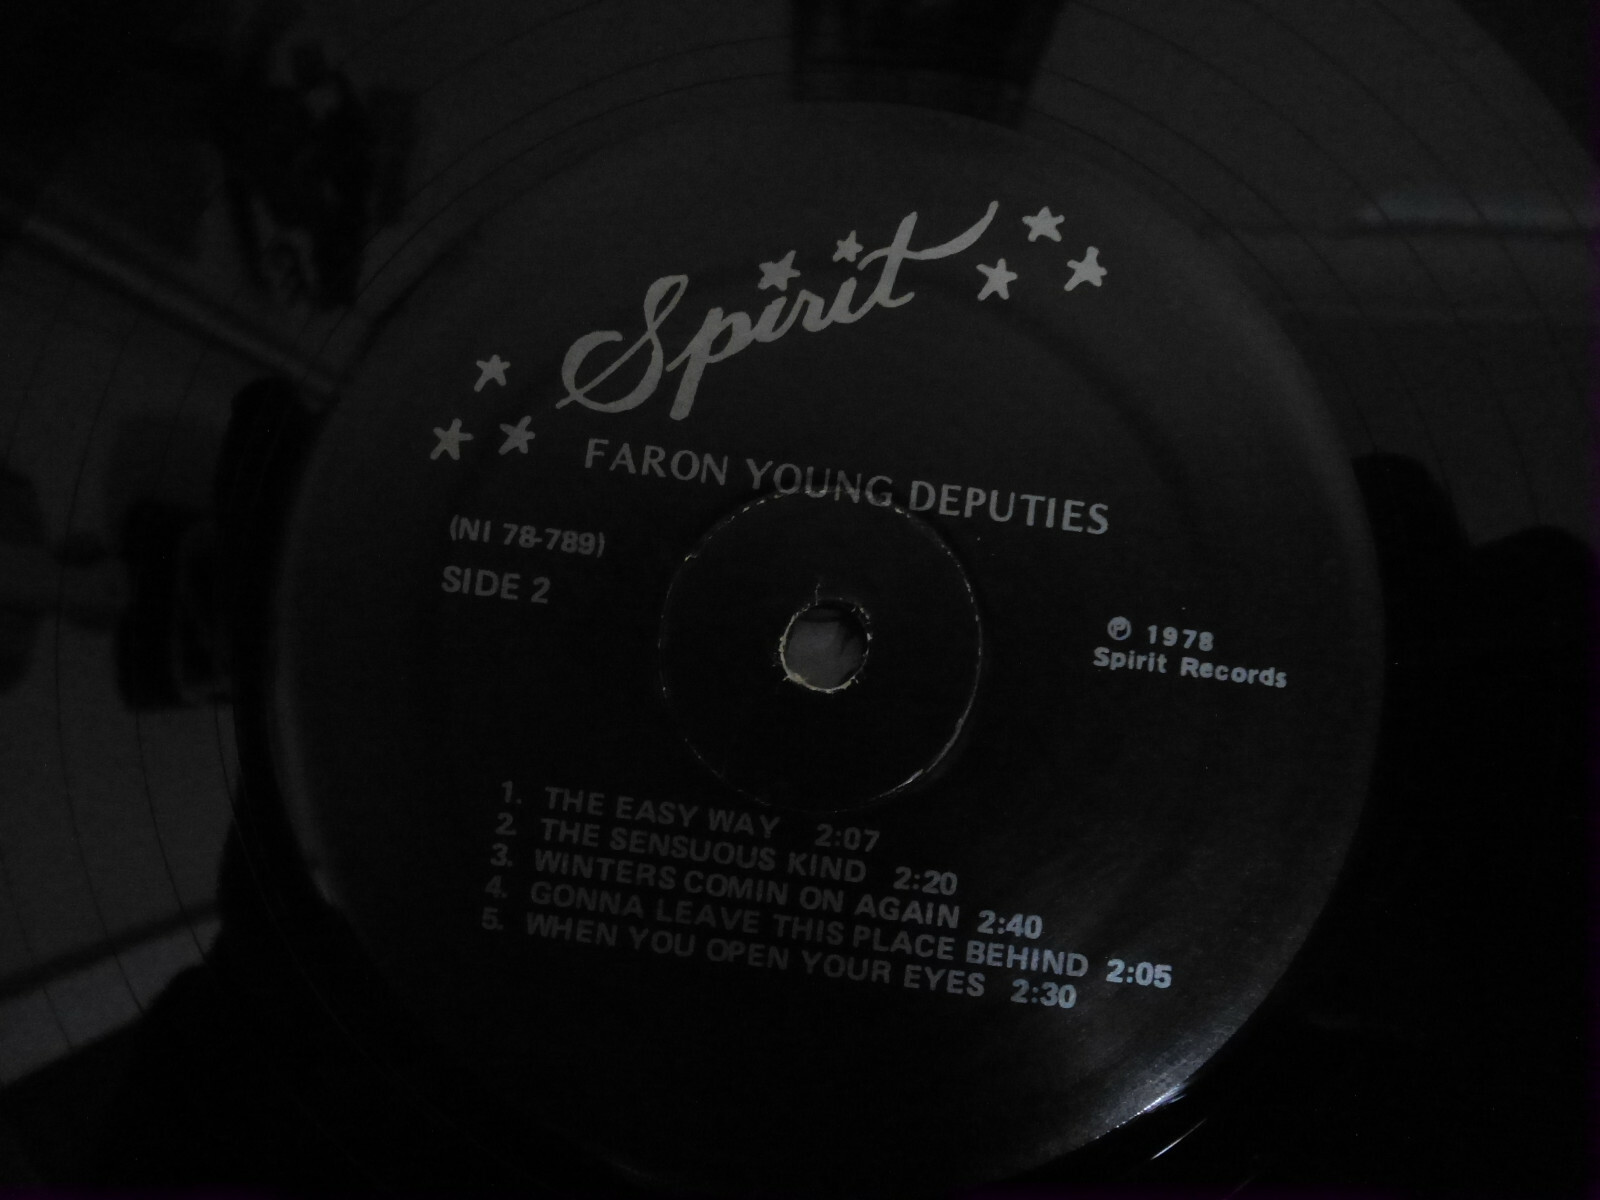 Spirit
FARON YOUNG DEPUTIES
(NI 78-789)
SIDE 2
℗ 1978
Spirit Records
1. THE EASY WAY 2:07
2. THE SENSUOUS KIND 2:20
3. WINTERS COMIN ON AGAIN 2:40
4. GONNA LEAVE THIS PLACE BEHIND 2:05
5. WHEN YOU OPEN YOUR EYES 2:30